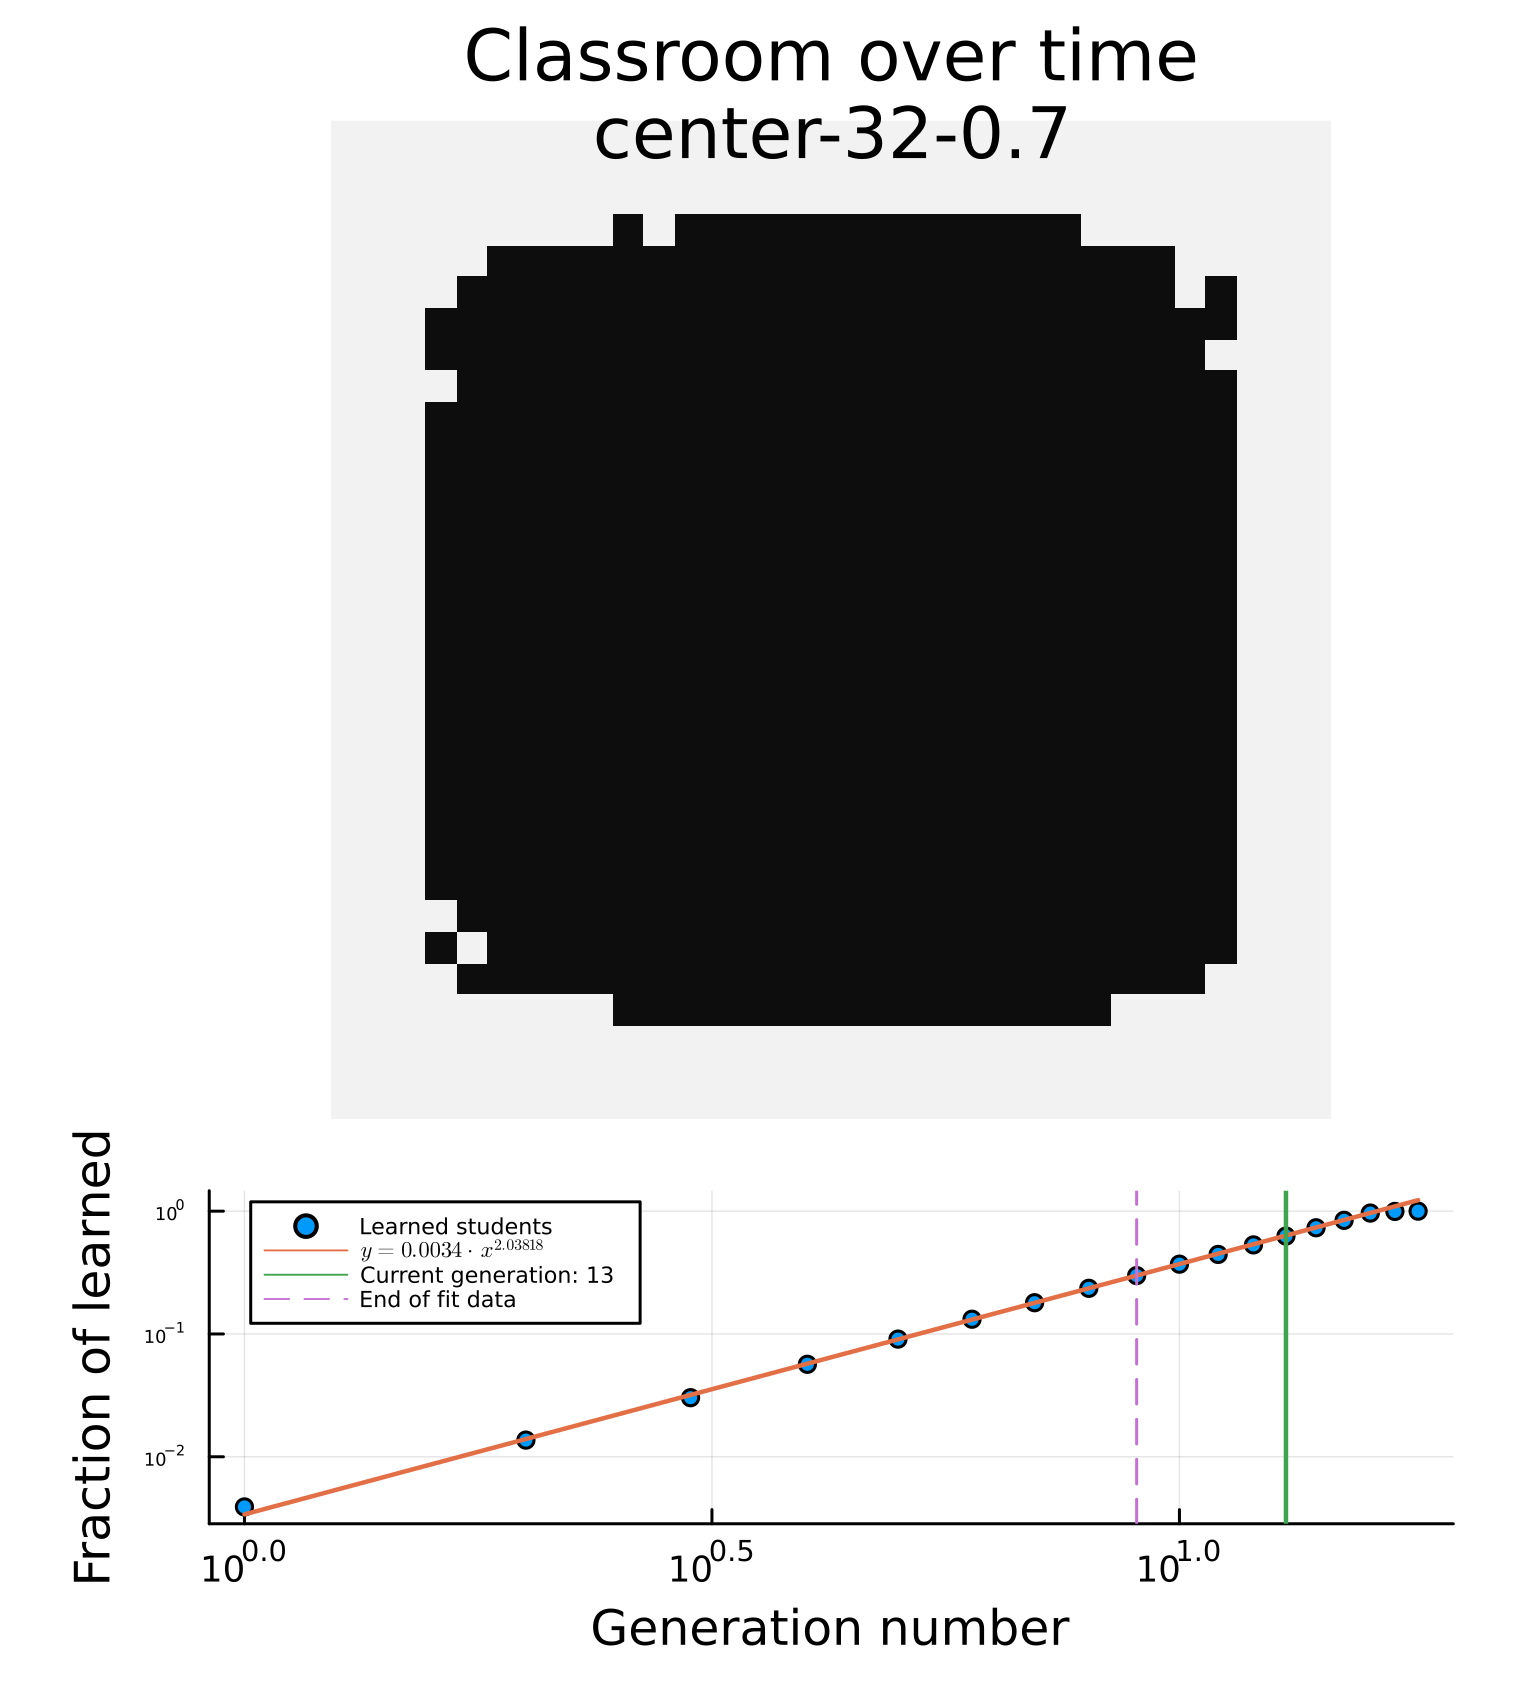 Classroom over time
center-32-0.7
Fraction of learned
10^0
10^−1
10^−2
Learned students
y = 0.0034 · x^2.03818
Current generation: 13
End of fit data
10^0.0
10^0.5
10^1.0
Generation number